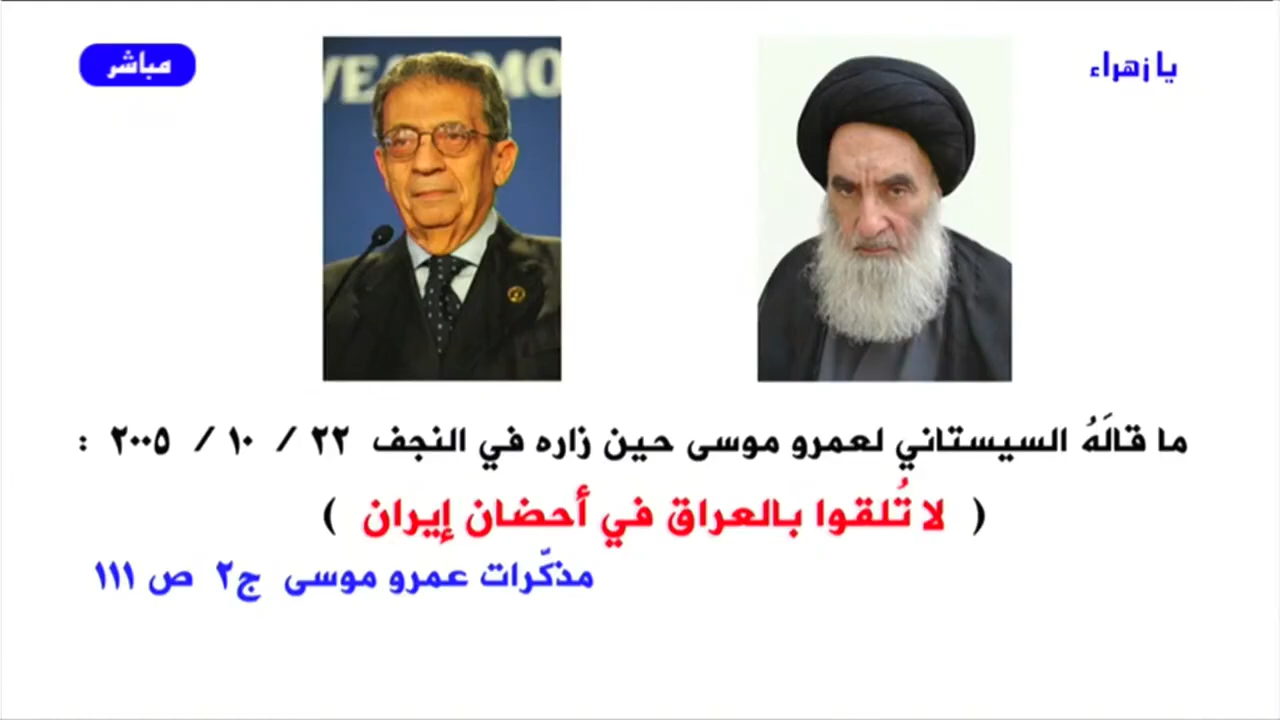 يا زهراء
مباشر
ما قالَهُ السيستاني لعمرو موسى حين زاره في النجف ٢٢ / ١٠ / ٢٠٠٥ :
( لا تُلقوا بالعراق في أحضان إيران )
مذكّرات عمرو موسى ج٢ ص ١١١